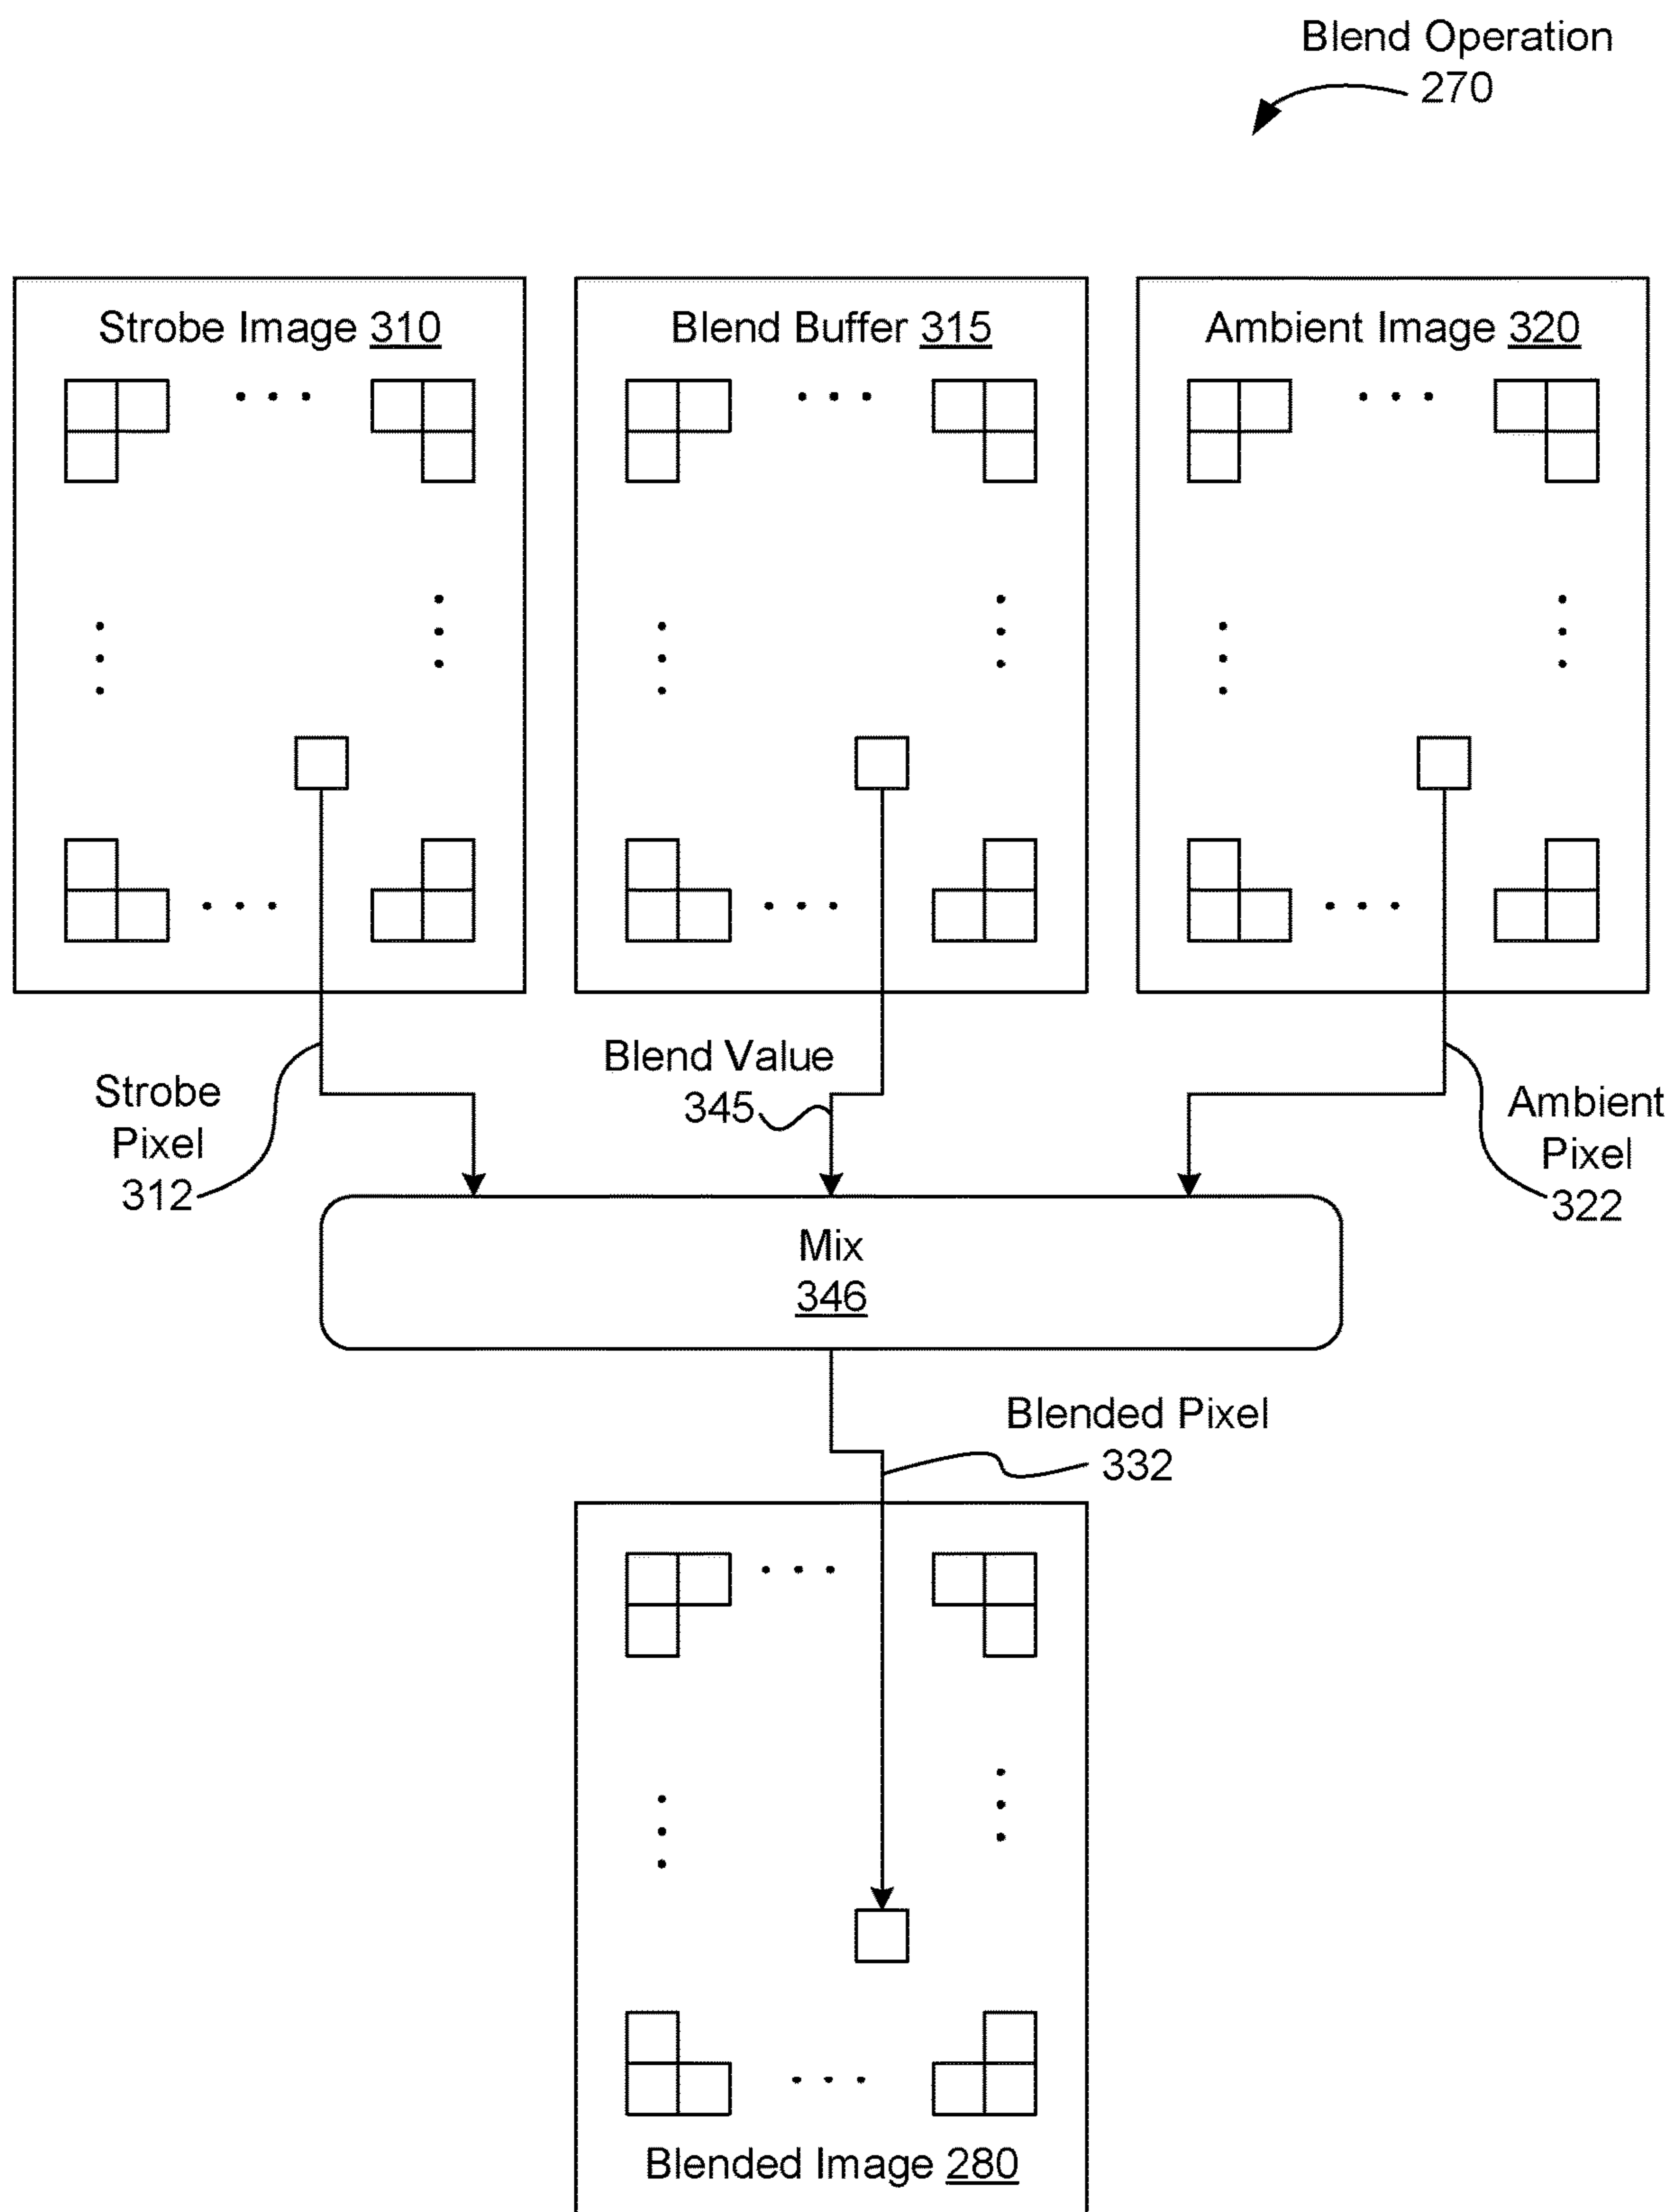 Blend Operation
270
Strobe Image 310
Blend Buffer 315
Ambient Image 320
Strobe
Pixel
312
Blend Value
345
Ambient
Pixel
322
Mix
346
Blended Pixel
332
Blended Image 280